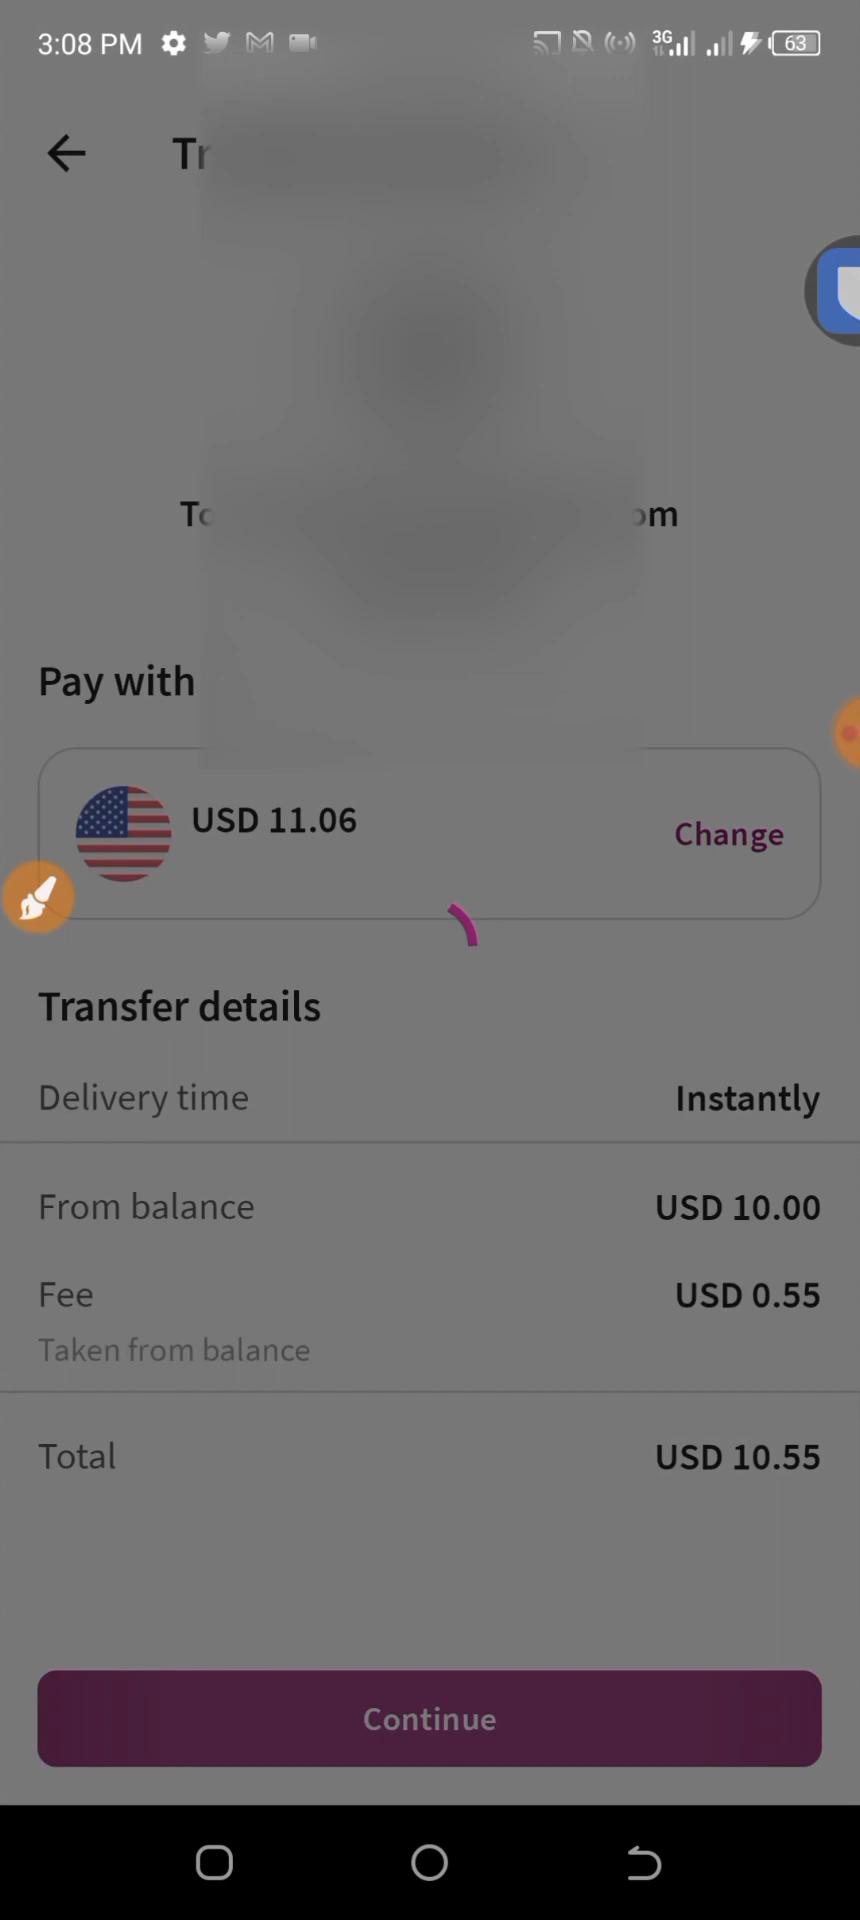 3:08 PM
3G
63
Pay with
USD 11.06
Change
Transfer details
Delivery time
Instantly
From balance
USD 10.00
Fee
USD 0.55
Taken from balance
Total
USD 10.55
Continue